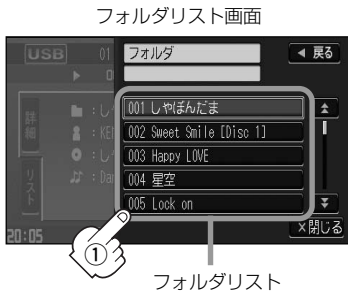 フォルダリスト画面
USB 01 フォルダ ◀ 戻る
詳細
001 しゃぼんだま
002 Sweet Smile [Disc 1]
003 Happy LOVE
004 星空
005 Lock on
リスト
20:05
×閉じる
①
フォルダリスト